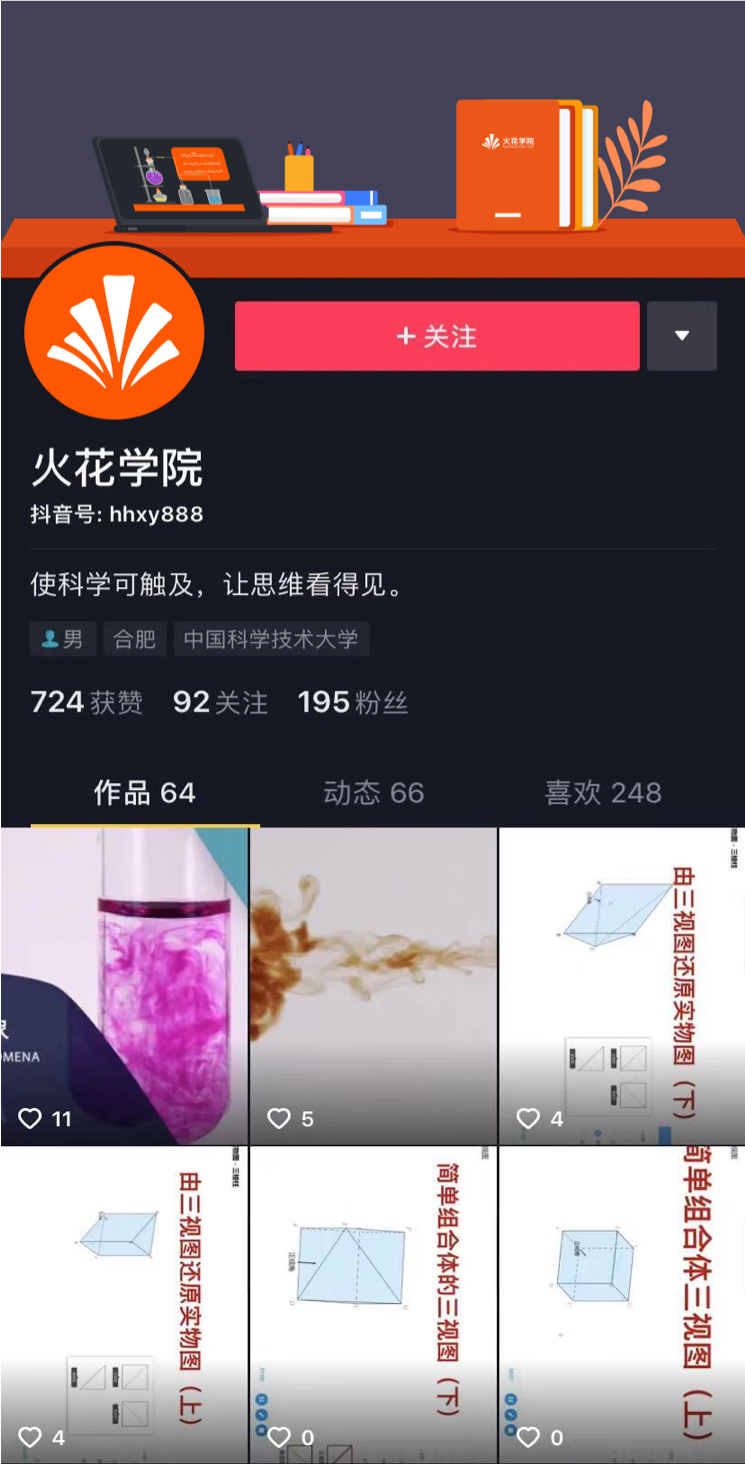 火花学院
+ 关注
火花学院
抖音号: hhxy888
使科学可触及，让思维看得见。
男 合肥 中国科学技术大学
724 获赞 92 关注 195 粉丝
作品 64 动态 66 喜欢 248
OMENA
11
5
由三视图还原实物图（下）
4
由三视图还原实物图（上）
4
简单组合体的三视图（下）
正视角
0
简单组合体三视图（上）
0